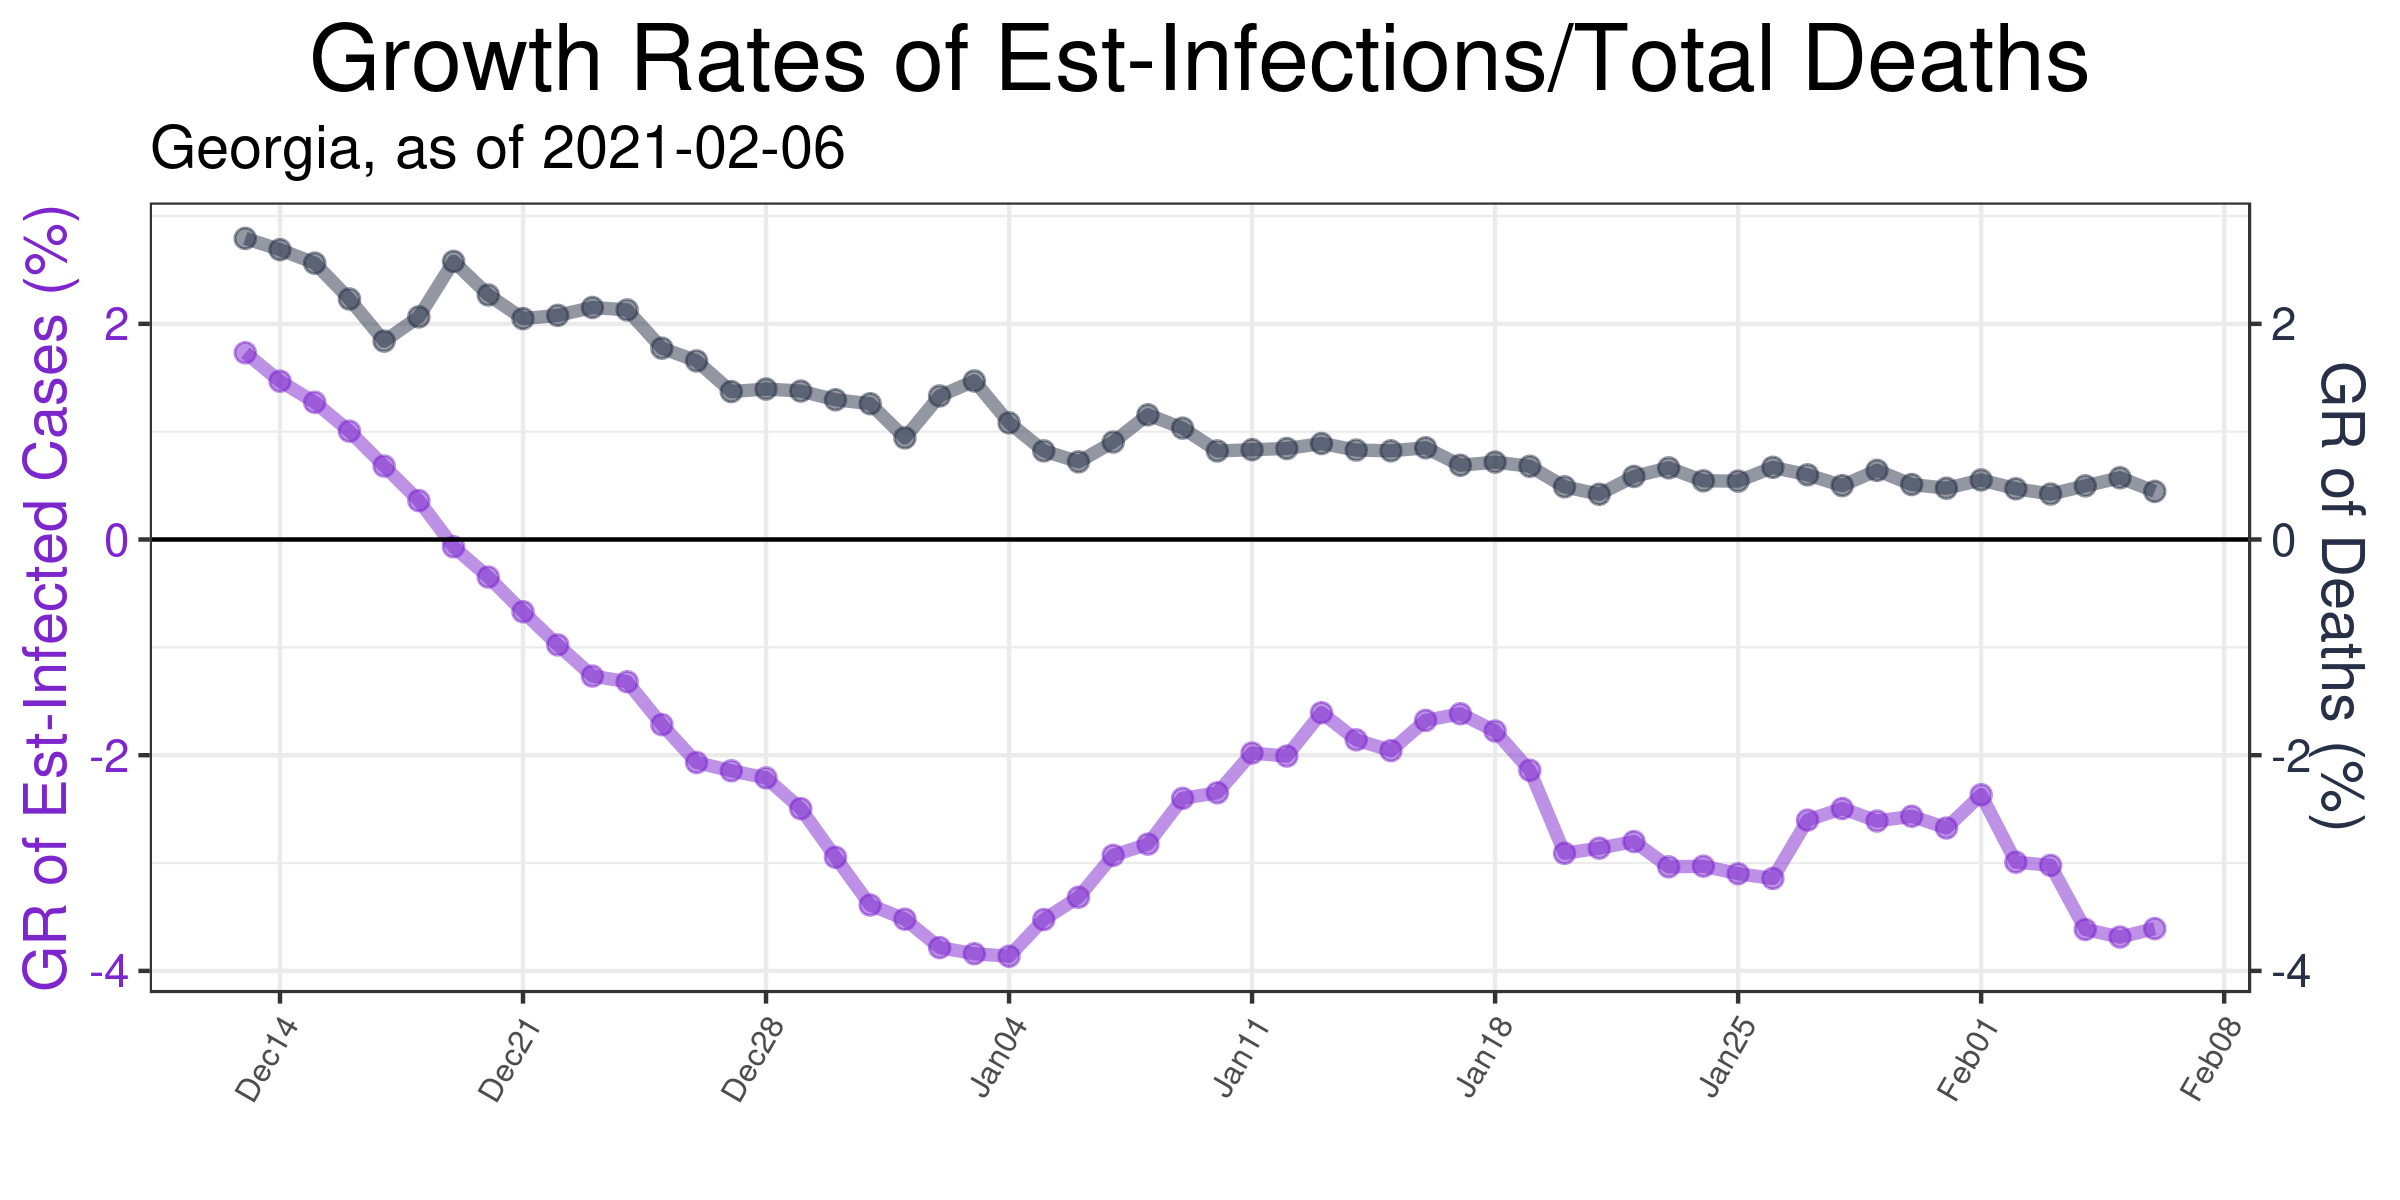 Growth Rates of Est-Infections/Total Deaths
Georgia, as of 2021-02-06
GR of Est-Infected Cases (%)
2
0
-2
-4
2
0
-2
-4
GR of Deaths (%)
Dec14
Dec21
Dec28
Jan04
Jan11
Jan18
Jan25
Feb01
Feb08